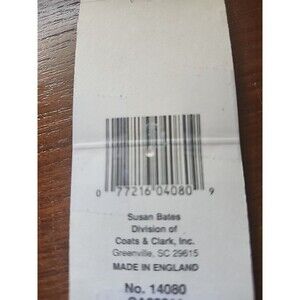 0 77216 04080 9
Susan Bates
Division of
Coats & Clark, Inc.
Greenville, SC 29615
MADE IN ENGLAND
No. 14080